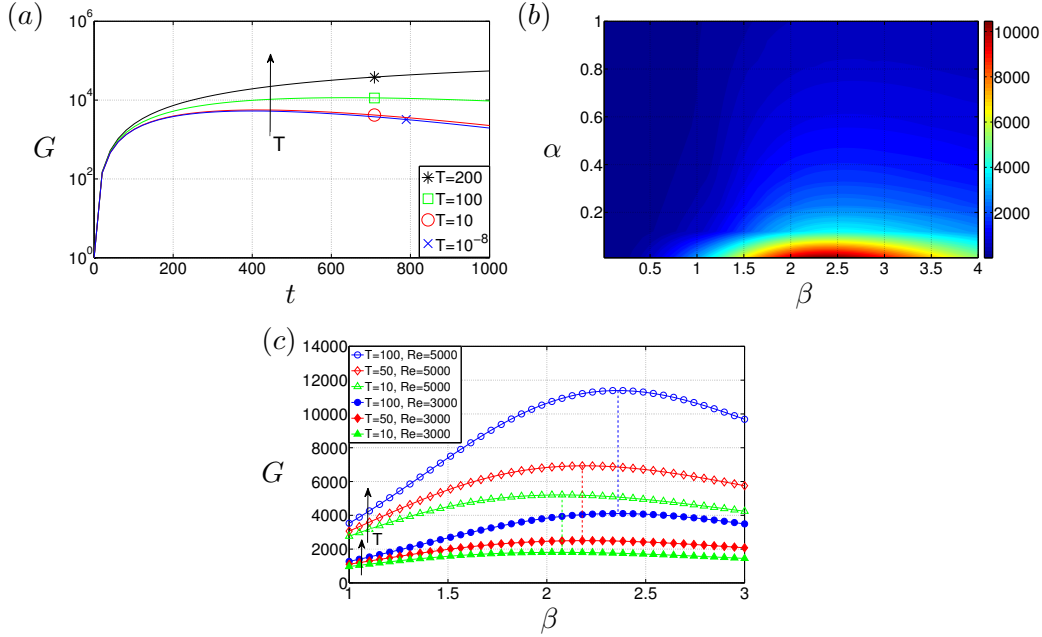 (a)
10^6
10^4
G
10^2
10^0
T
T=200
T=100
T=10
T=10^-8
0 200 400 600 800 1000
t
(b)
1
0.8
α 0.6
0.4
0.2
0.5 1 1.5 2 2.5 3 3.5 4
β
10000
8000
6000
4000
2000
(c)
14000
12000
10000
8000
G
6000
4000
2000
0
T=100, Re=5000
T=50, Re=5000
T=10, Re=5000
T=100, Re=3000
T=50, Re=3000
T=10, Re=3000
T
1 1.5 2 2.5 3
β